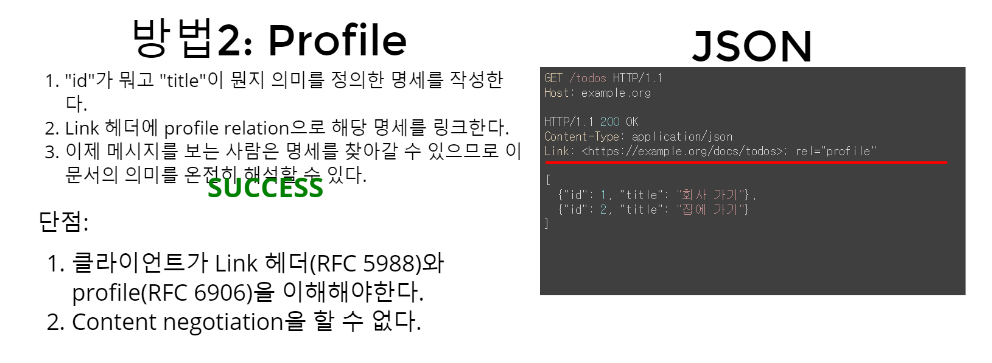 방법2: Profile
1. "id"가 뭐고 "title"이 뭔지 의미를 정의한 명세를 작성한
다.
2. Link 헤더에 profile relation으로 해당 명세를 링크한다.
3. 이제 메시지를 보는 사람은 명세를 찾아갈 수 있으므로 이
문서의 의미를 온전히 해석할 수 있다.
SUCCESS
단점:
1. 클라이언트가 Link 헤더(RFC 5988)와
profile(RFC 6906)을 이해해야한다.
2. Content negotiation을 할 수 없다.
JSON
GET /todos HTTP/1.1
Host: example.org
HTTP/1.1 200 OK
Content-Type: application/json
Link: <https://example.org/docs/todos>; rel="profile"
[
{"id": 1, "title": "회사 가기"},
{"id": 2, "title": "집에 가기"}
]